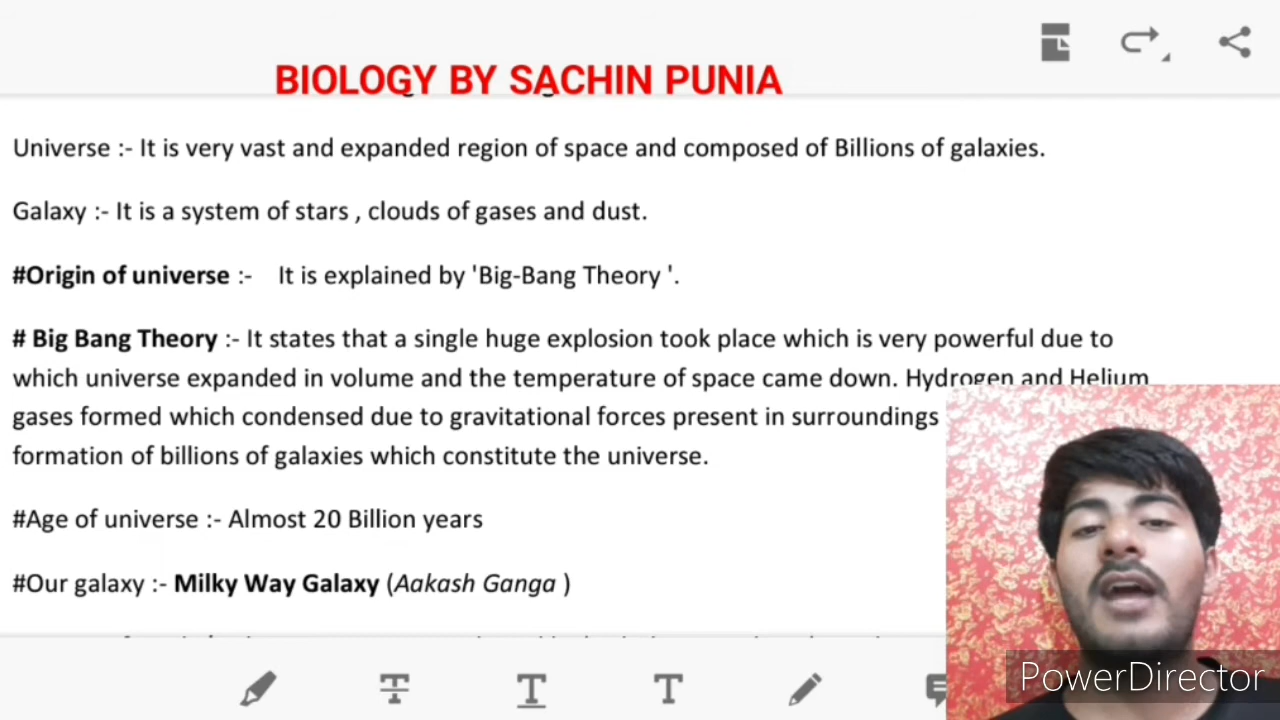 BIOLOGY BY SACHIN PUNIA
Universe :- It is very vast and expanded region of space and composed of Billions of galaxies.
Galaxy :- It is a system of stars , clouds of gases and dust.
#Origin of universe :- It is explained by 'Big-Bang Theory '.
# Big Bang Theory :- It states that a single huge explosion took place which is very powerful due to
which universe expanded in volume and the temperature of space came down. Hydrogen and Helium
gases formed which condensed due to gravitational forces present in surroundings
formation of billions of galaxies which constitute the universe.
#Age of universe :- Almost 20 Billion years
#Our galaxy :- Milky Way Galaxy (Aakash Ganga )
T T T
PowerDirector